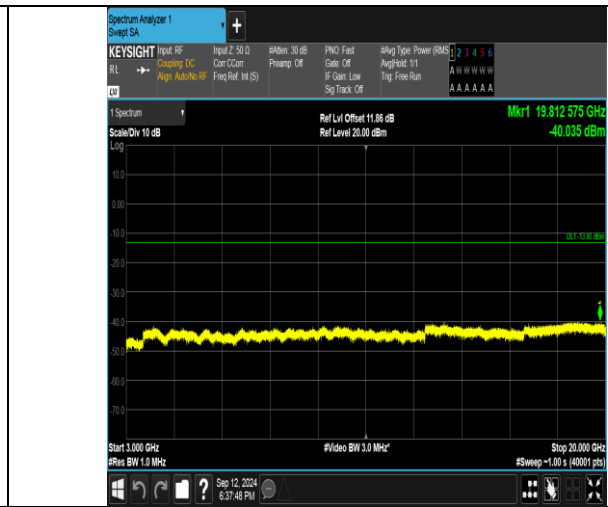 Spectrum Analyzer 1
Swept SA
+
KEYSIGHT Input: RF Input Z: 50 Ω #Atten: 30 dB PNO: Fast #Avg Type: Power (RMS 1 2 3 4 5 6
RL Coupling: DC Corr CCorr Preamp: Off Gate: Off Avg|Hold: 1/1 A W W W W W
Align: Auto/No RF Freq Ref: Int (S) IF Gain: Low Trig: Free Run
Sig Track: Off A A A A A A
LXI
1 Spectrum Ref Lvl Offset 11.86 dB Mkr1 19.812 575 GHz
Scale/Div 10 dB Ref Level 20.00 dBm -40.035 dBm
Log
10.0
0.00
-10.0
DL1 -13.00 dBm
-20.0
-30.0
-40.0
-50.0
-60.0
-70.0
Start 3.000 GHz #Video BW 3.0 MHz* Stop 20.000 GHz
#Res BW 1.0 MHz #Sweep ~1.00 s (40001 pts)
? Sep 12, 2024
6:37:48 PM